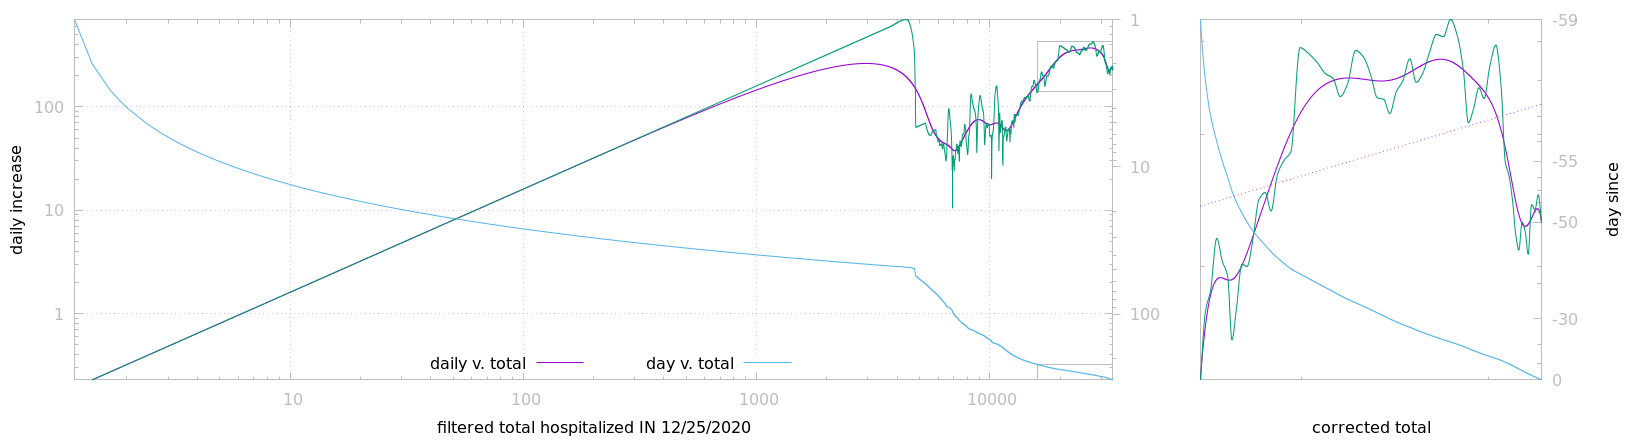 1
-59
100
10
-55
10
-50
1
100
-30
0
daily increase
day since
daily v. total
day v. total
10
100
1000
10000
filtered total hospitalized IN 12/25/2020
corrected total